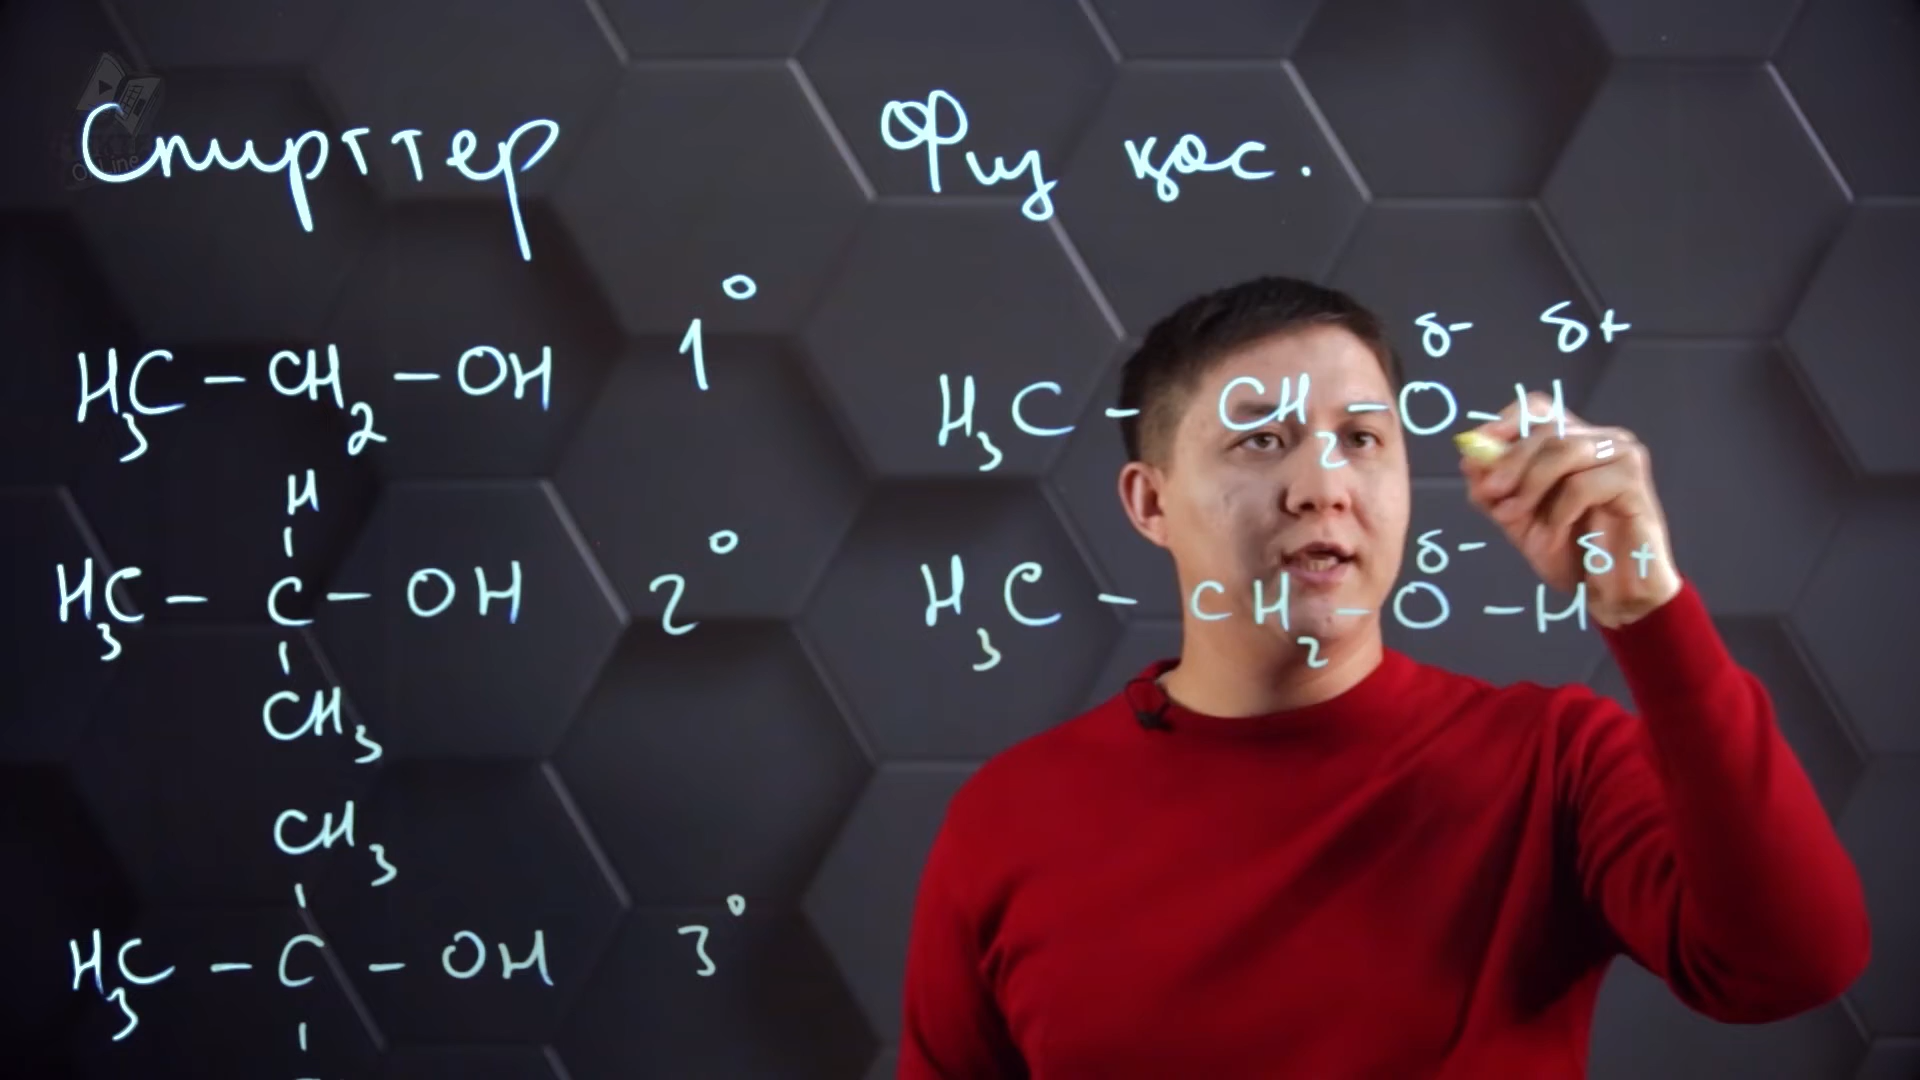 Спирттер
Физ қас.
H₃C – CH₂ – OH 1°
H
H₃C – C – OH 2°
CH₃
CH₃
H₃C – C – OH 3°
δ- δ+
H₃C – CH₂ – O – H
δ- δ+
H₃C – CH₂ – O – H
Online